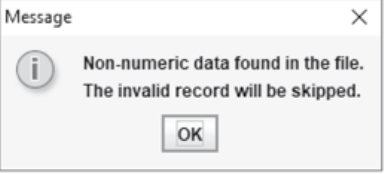 Message
Non-numeric data found in the file.
The invalid record will be skipped.
OK